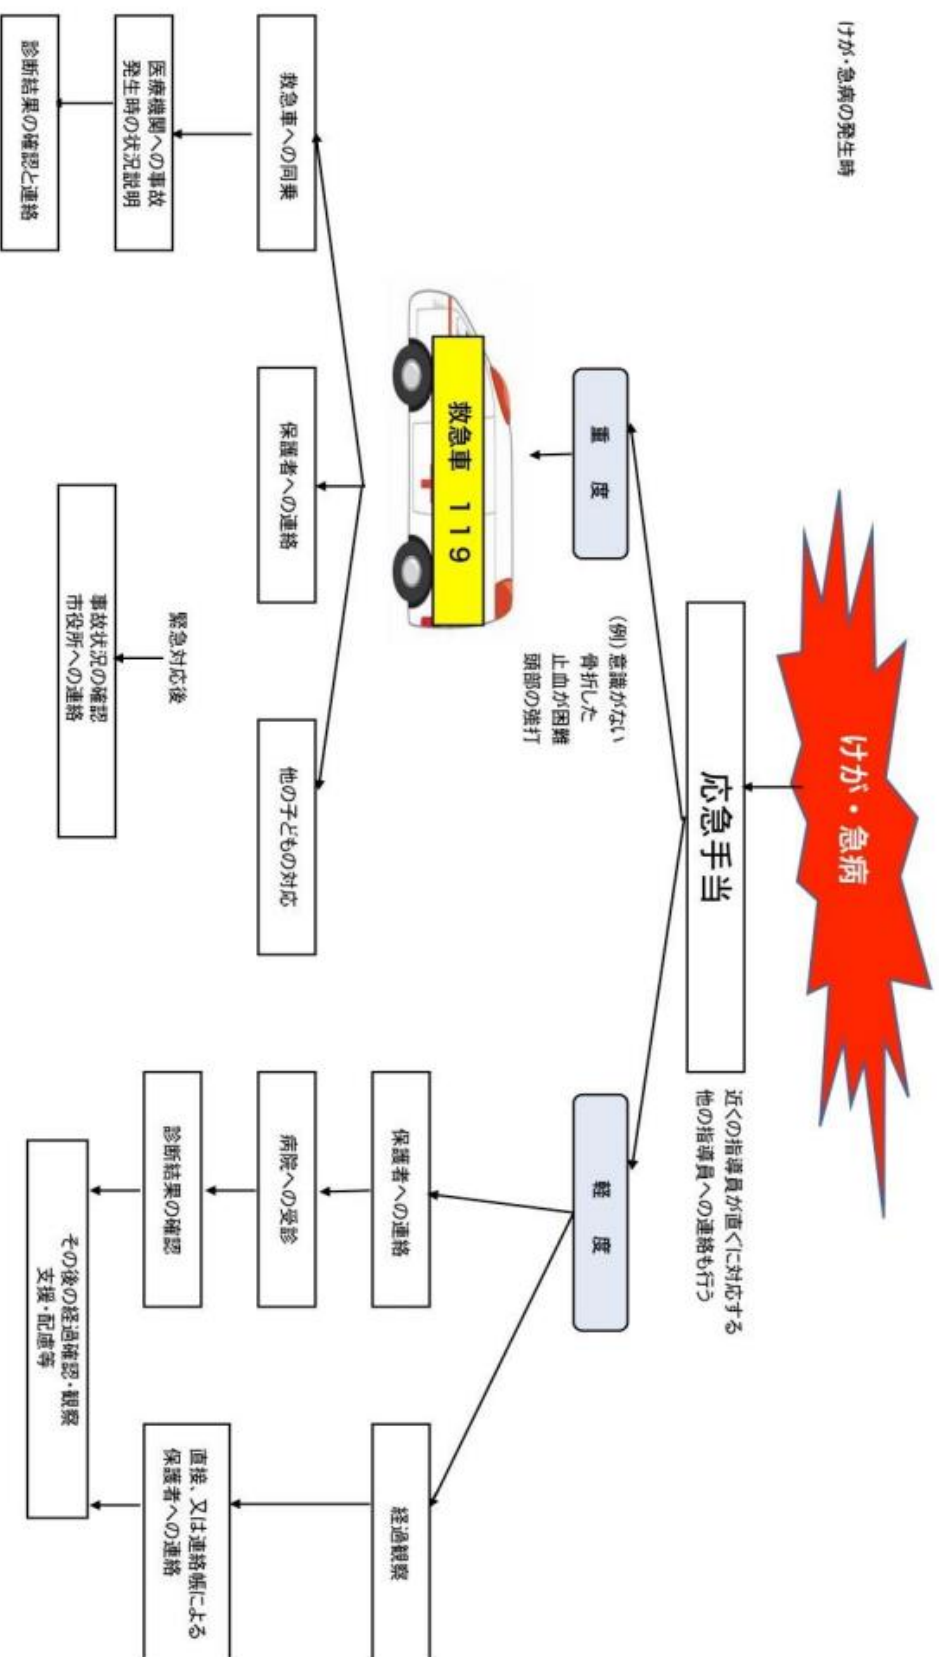 けが・急病の発生時
けが・急病
応急手当
近くの指導員が直ぐに対応する
他の指導員への連絡も行う
重　度
軽　度
(例)意識がない
骨折した
止血が困難
頭部の強打
救急車　119
救急車への同乗
保護者への連絡
他の子どもの対応
医療機関への事故
発生時の状況説明
診断結果の確認と連絡
緊急対応後
事故状況の確認
市役所への連絡
保護者への連絡
病院への受診
診断結果の確認
経過観察
直接、又は連絡帳による
保護者への連絡
その後の経過確認・観察
支援・配慮等